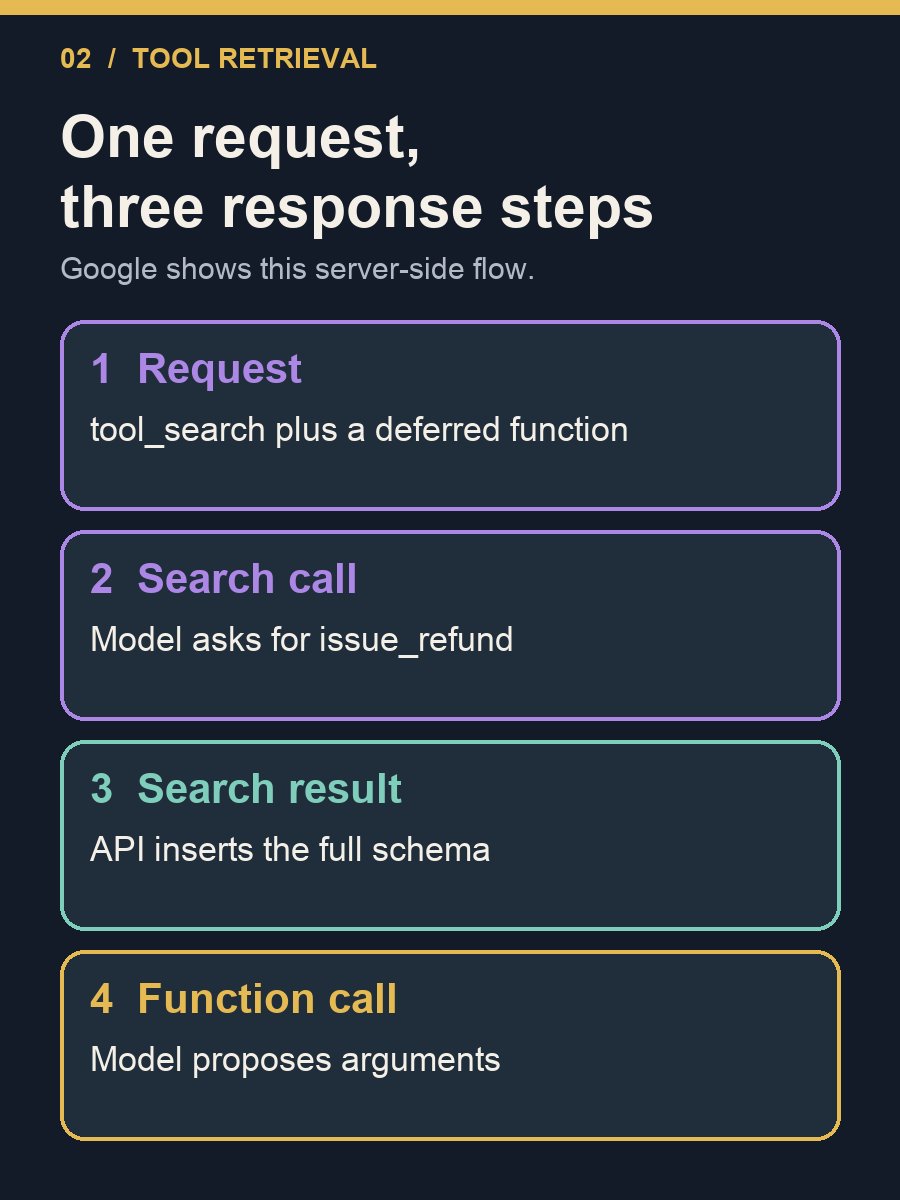 02 / TOOL RETRIEVAL
One request,
three response steps
Google shows this server-side flow.
1 Request
tool_search plus a deferred function
2 Search call
Model asks for issue_refund
3 Search result
API inserts the full schema
4 Function call
Model proposes arguments